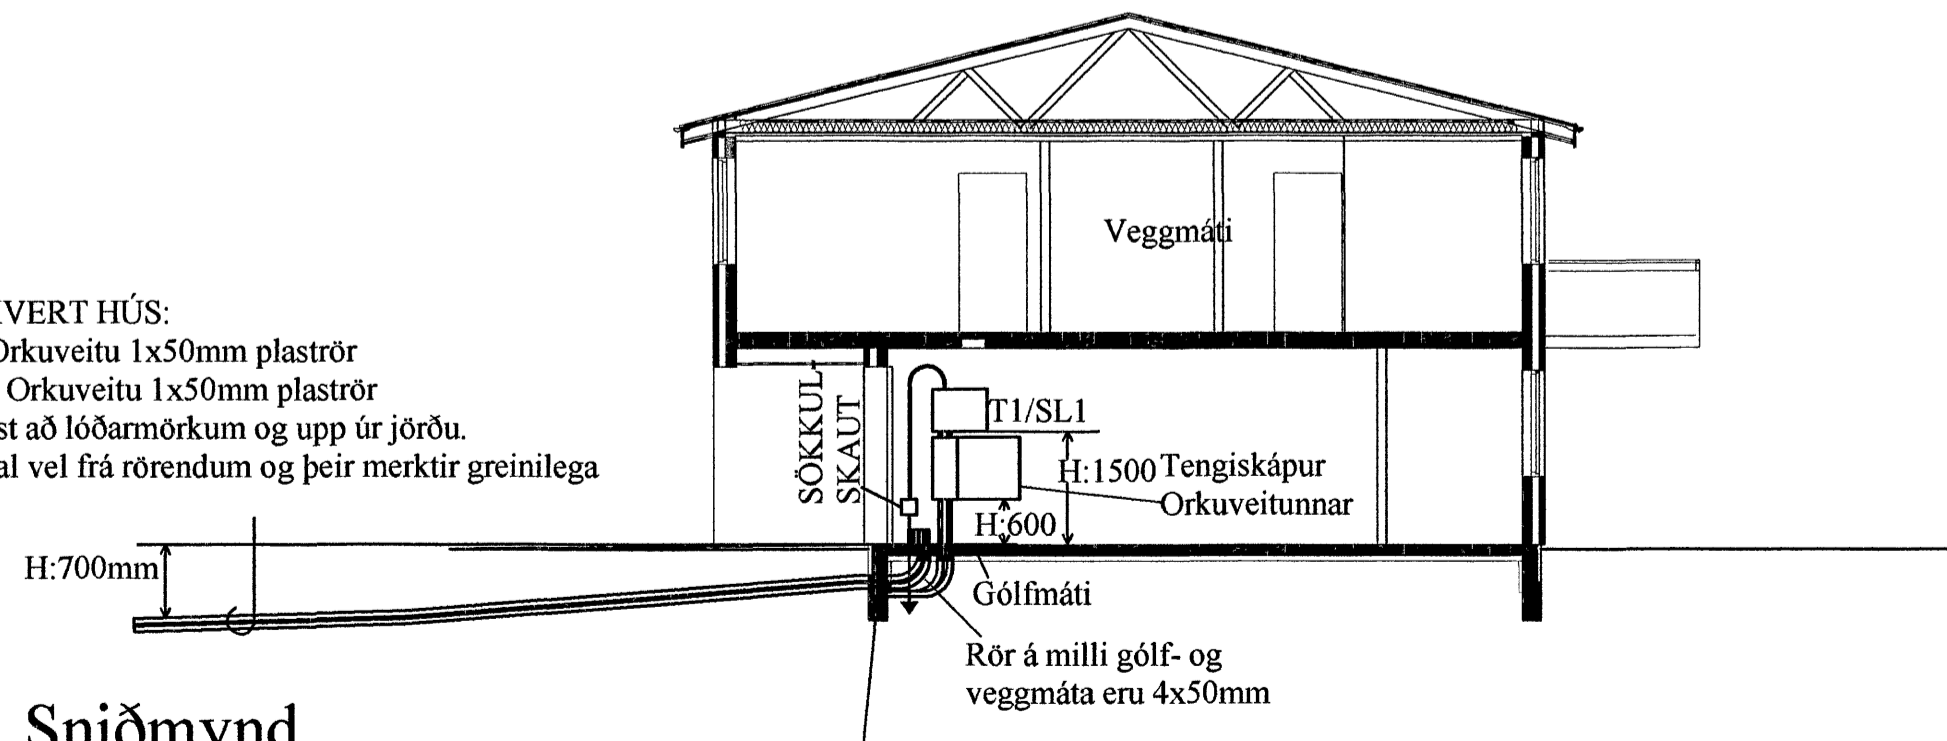 Veggmáti
VERT HÚS:
Orkuveitu 1x50mm plaströr
Orkuveitu 1x50mm plaströr
st að lóðarmörkum og upp úr jörðu.
al vel frá rörendum og þeir merktir greinilega
SÖKKUL-
SKAUT
T1/SL1
H:1500
Tengiskápur
Orkuveitunnar
H:600
H:700mm
Gólfmáti
Rör á milli gólf- og
veggmáta eru 4x50mm
Sniðmynd